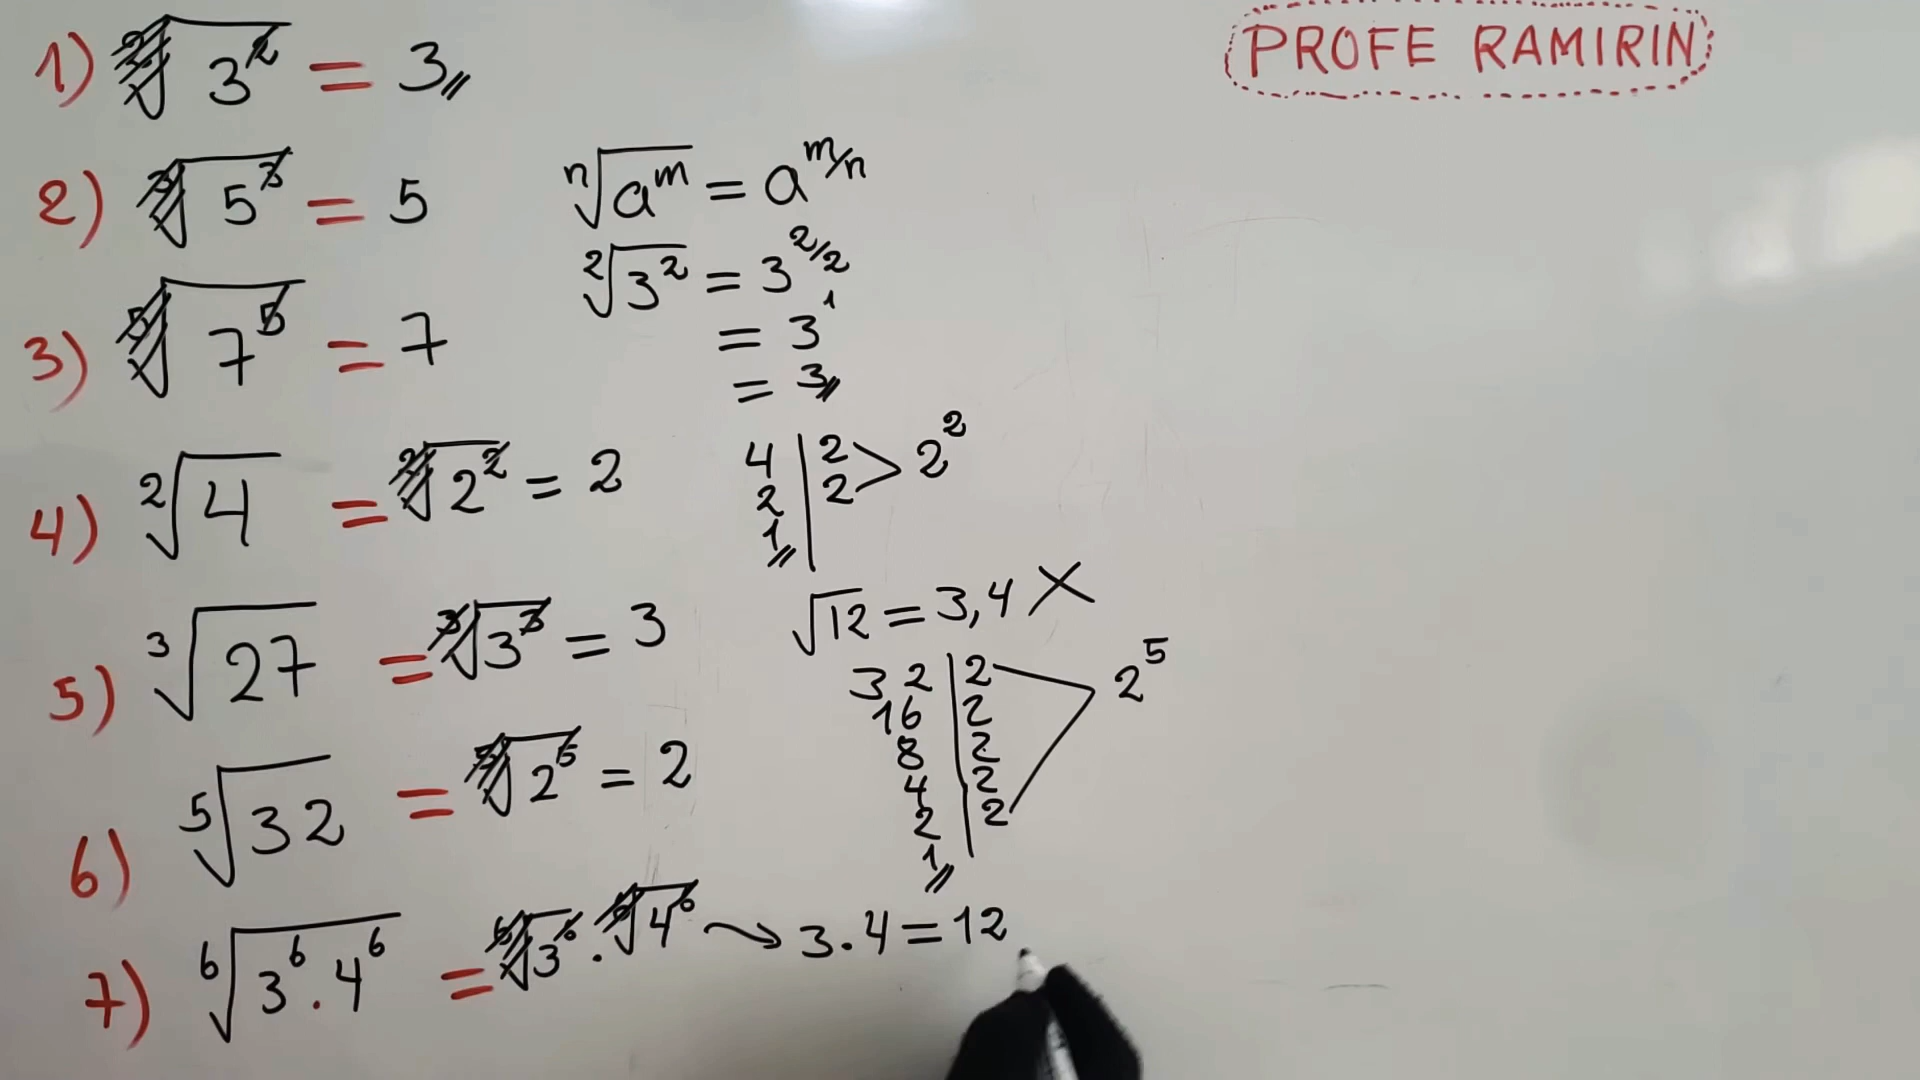 PROFE RAMIRIN
1) ²√3² = 3
2) ³√5³ = 5
3) ⁵√7⁵ = 7
ⁿ√aᵐ = a^m/n
²√3² = 3^2/2
= 3¹
= 3
4) ²√4 = ²√2² = 2
4 | 2
2 | 2
1
2²
5) ³√27 = ³√3³ = 3
√12 = 3,4 X
6) ⁵√32 = ⁵√2⁵ = 2
32 | 2
16 | 2
8 | 2
4 | 2
2 | 2
1
2⁵
7) ⁶√3⁶ . 4⁶ = ⁶√3⁶ . ⁶√4⁶ → 3 . 4 = 12